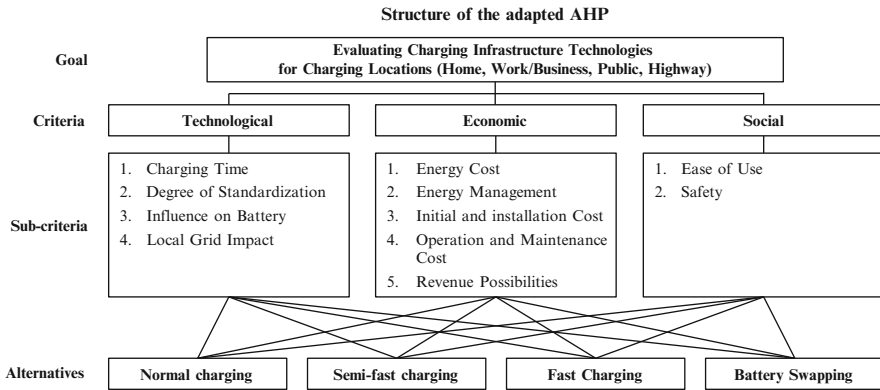 Structure of the adapted AHP
Goal
Evaluating Charging Infrastructure Technologies
for Charging Locations (Home, Work/Business, Public, Highway)
Criteria
Technological
Economic
Social
Sub-criteria
1. Charging Time
2. Degree of Standardization
3. Influence on Battery
4. Local Grid Impact
1. Energy Cost
2. Energy Management
3. Initial and installation Cost
4. Operation and Maintenance
Cost
5. Revenue Possibilities
1. Ease of Use
2. Safety
Alternatives
Normal charging
Semi-fast charging
Fast Charging
Battery Swapping